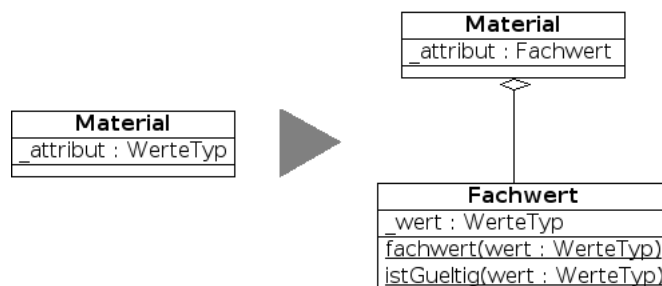 Material
_attribut : WerteTyp
Material
_attribut : Fachwert
Fachwert
_wert : WerteTyp
fachwert(wert : WerteTyp)
istGueltig(wert : WerteTyp)